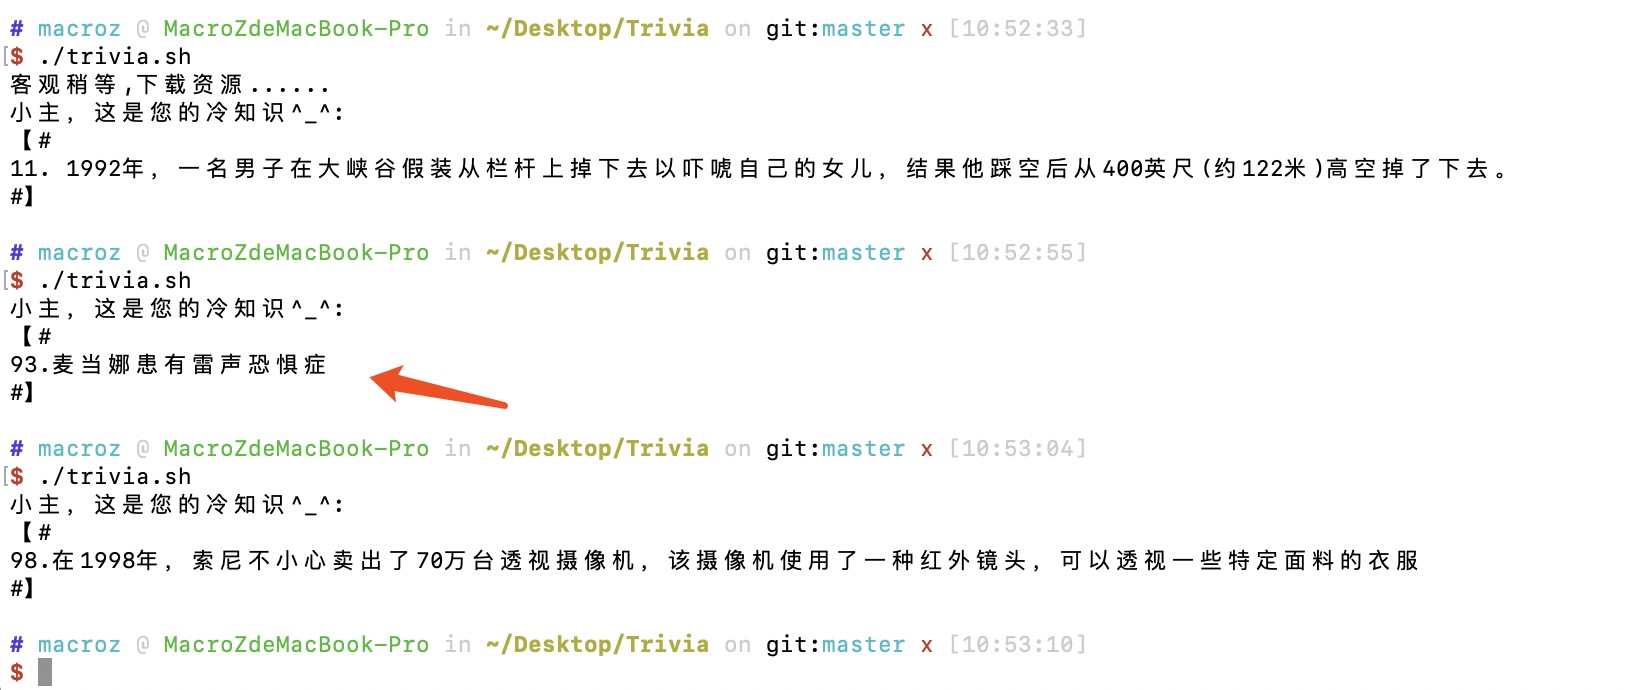 # macroz @ MacroZdeMacBook-Pro in ~/Desktop/Trivia on git:master x [10:52:33]
[$ ./trivia.sh
客观稍等,下载资源......
小主，这是您的冷知识^_^:
【#
11. 1992年，一名男子在大峡谷假装从栏杆上掉下去以吓唬自己的女儿，结果他踩空后从400英尺(约122米)高空掉了下去。
#】
# macroz @ MacroZdeMacBook-Pro in ~/Desktop/Trivia on git:master x [10:52:55]
[$ ./trivia.sh
小主，这是您的冷知识^_^:
【#
93.麦当娜患有雷声恐惧症
#】
# macroz @ MacroZdeMacBook-Pro in ~/Desktop/Trivia on git:master x [10:53:04]
[$ ./trivia.sh
小主，这是您的冷知识^_^:
【#
98.在1998年，索尼不小心卖出了70万台透视摄像机，该摄像机使用了一种红外镜头，可以透视一些特定面料的衣服
#】
# macroz @ MacroZdeMacBook-Pro in ~/Desktop/Trivia on git:master x [10:53:10]
$